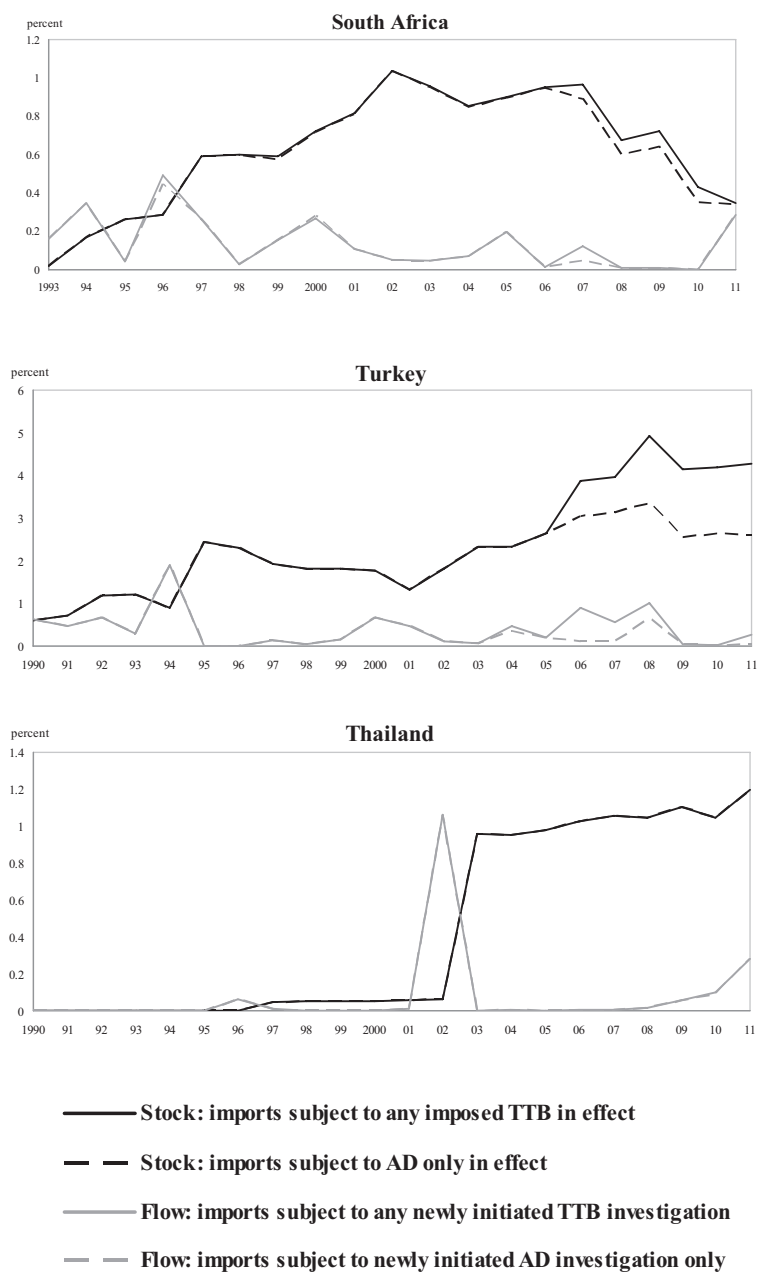 South Africa
percent
1.2
1
0.8
0.6
0.4
0.2
0
1993 94 95 96 97 98 99 2000 01 02 03 04 05 06 07 08 09 10 11
Turkey
percent
6
5
4
3
2
1
0
1990 91 92 93 94 95 96 97 98 99 2000 01 02 03 04 05 06 07 08 09 10 11
Thailand
percent
1.4
1.2
1
0.8
0.6
0.4
0.2
0
1990 91 92 93 94 95 96 97 98 99 2000 01 02 03 04 05 06 07 08 09 10 11
Stock: imports subject to any imposed TTB in effect
Stock: imports subject to AD only in effect
Flow: imports subject to any newly initiated TTB investigation
Flow: imports subject to newly initiated AD investigation only